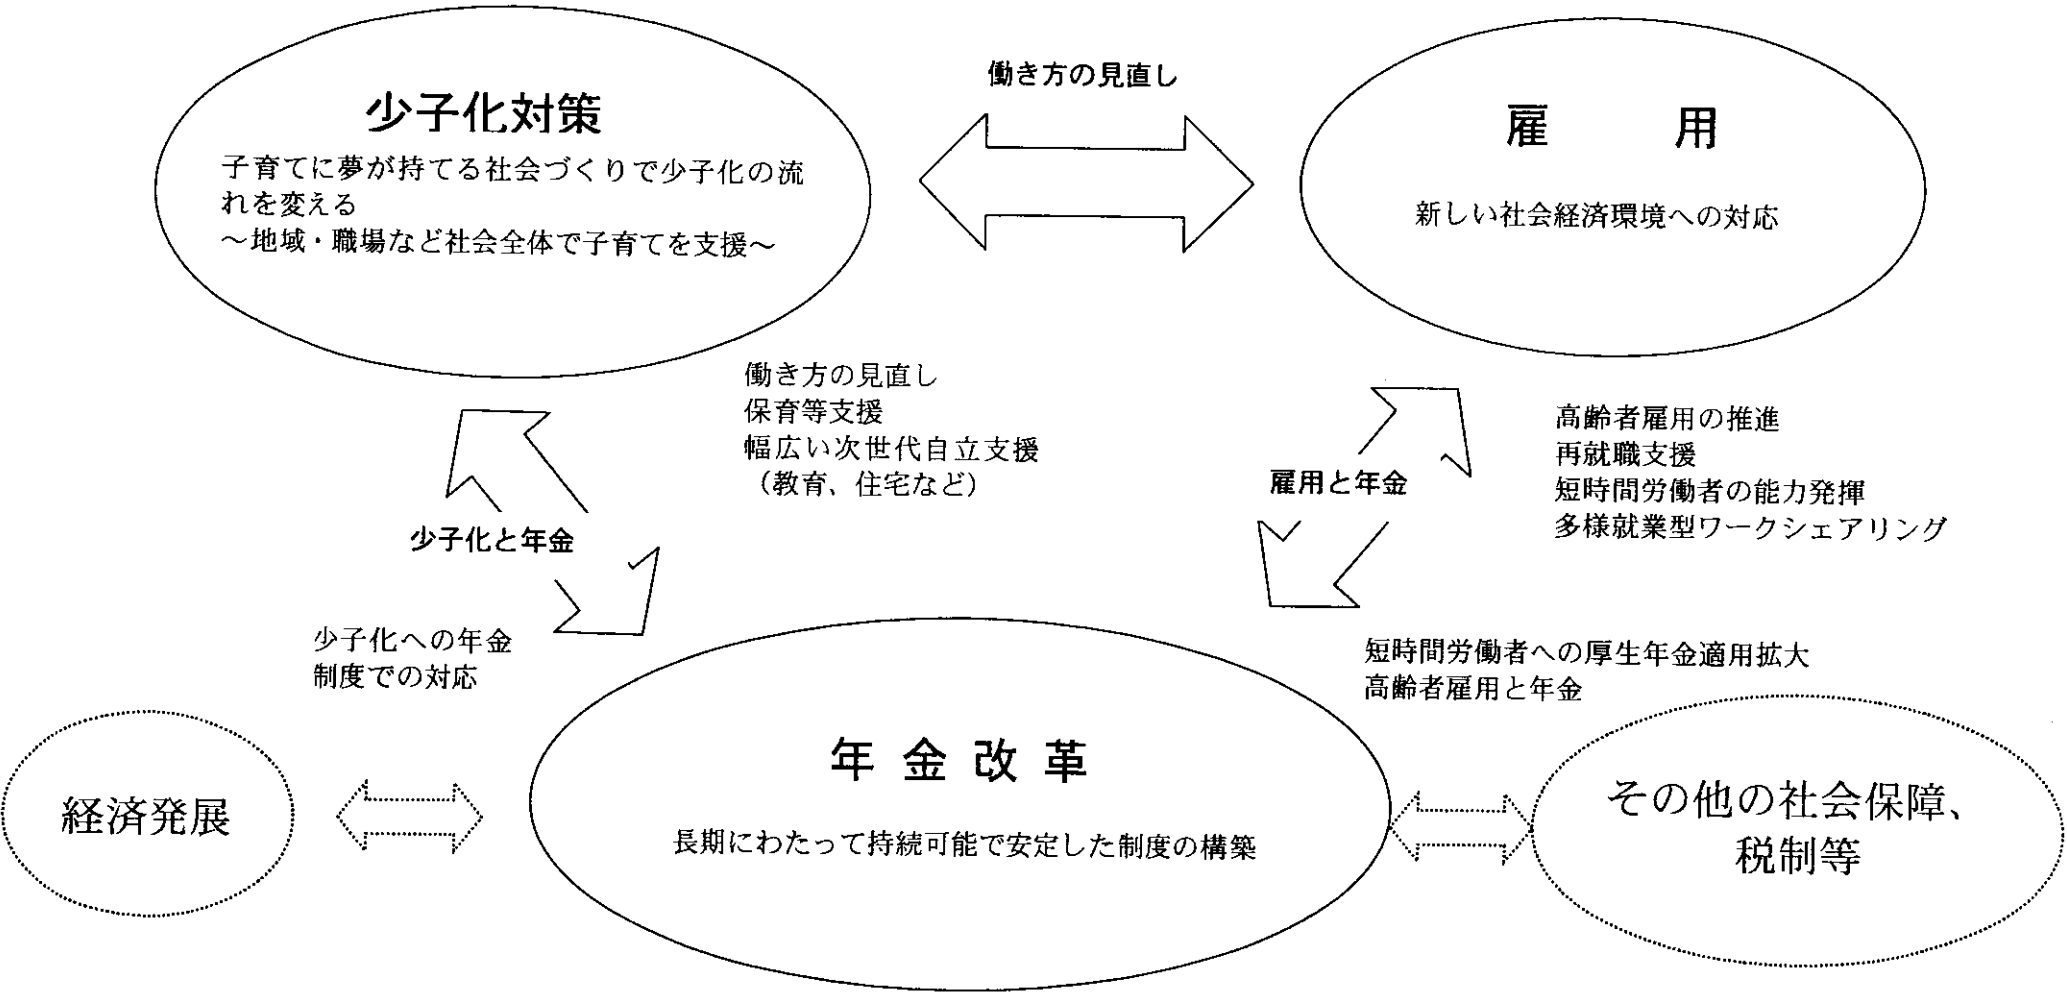 少子化対策
子育てに夢が持てる社会づくりで少子化の流
れを変える
～地域・職場など社会全体で子育てを支援～
働き方の見直し
雇 用
新しい社会経済環境への対応
働き方の見直し
保育等支援
幅広い次世代自立支援
（教育、住宅など）
少子化と年金
雇用と年金
高齢者雇用の推進
再就職支援
短時間労働者の能力発揮
多様就業型ワークシェアリング
少子化への年金
制度での対応
短時間労働者への厚生年金適用拡大
高齢者雇用と年金
経済発展
年金改革
長期にわたって持続可能で安定した制度の構築
その他の社会保障、
税制等